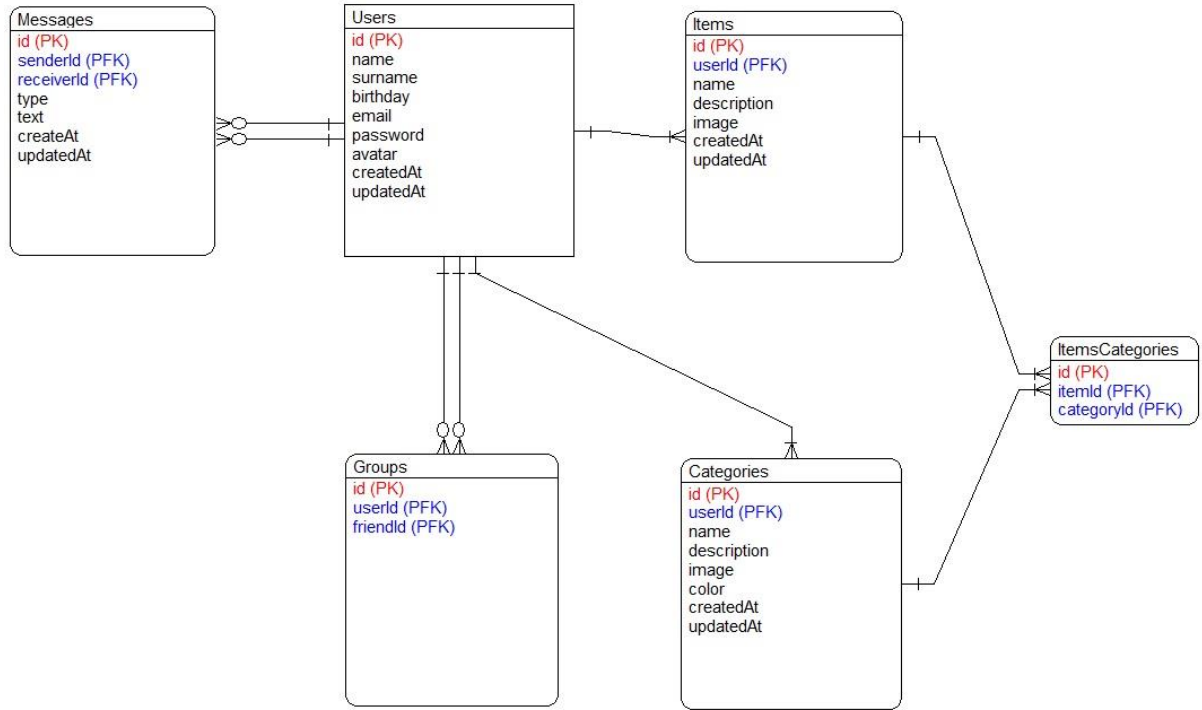 Messages
id (PK)
senderId (PFK)
receiverId (PFK)
type
text
createAt
updatedAt
Users
id (PK)
name
surname
birthday
email
password
avatar
createdAt
updatedAt
Items
id (PK)
userId (PFK)
name
description
image
createdAt
updatedAt
ItemsCategories
id (PK)
itemId (PFK)
categoryId (PFK)
Groups
id (PK)
userId (PFK)
friendId (PFK)
Categories
id (PK)
userId (PFK)
name
description
image
color
createdAt
updatedAt